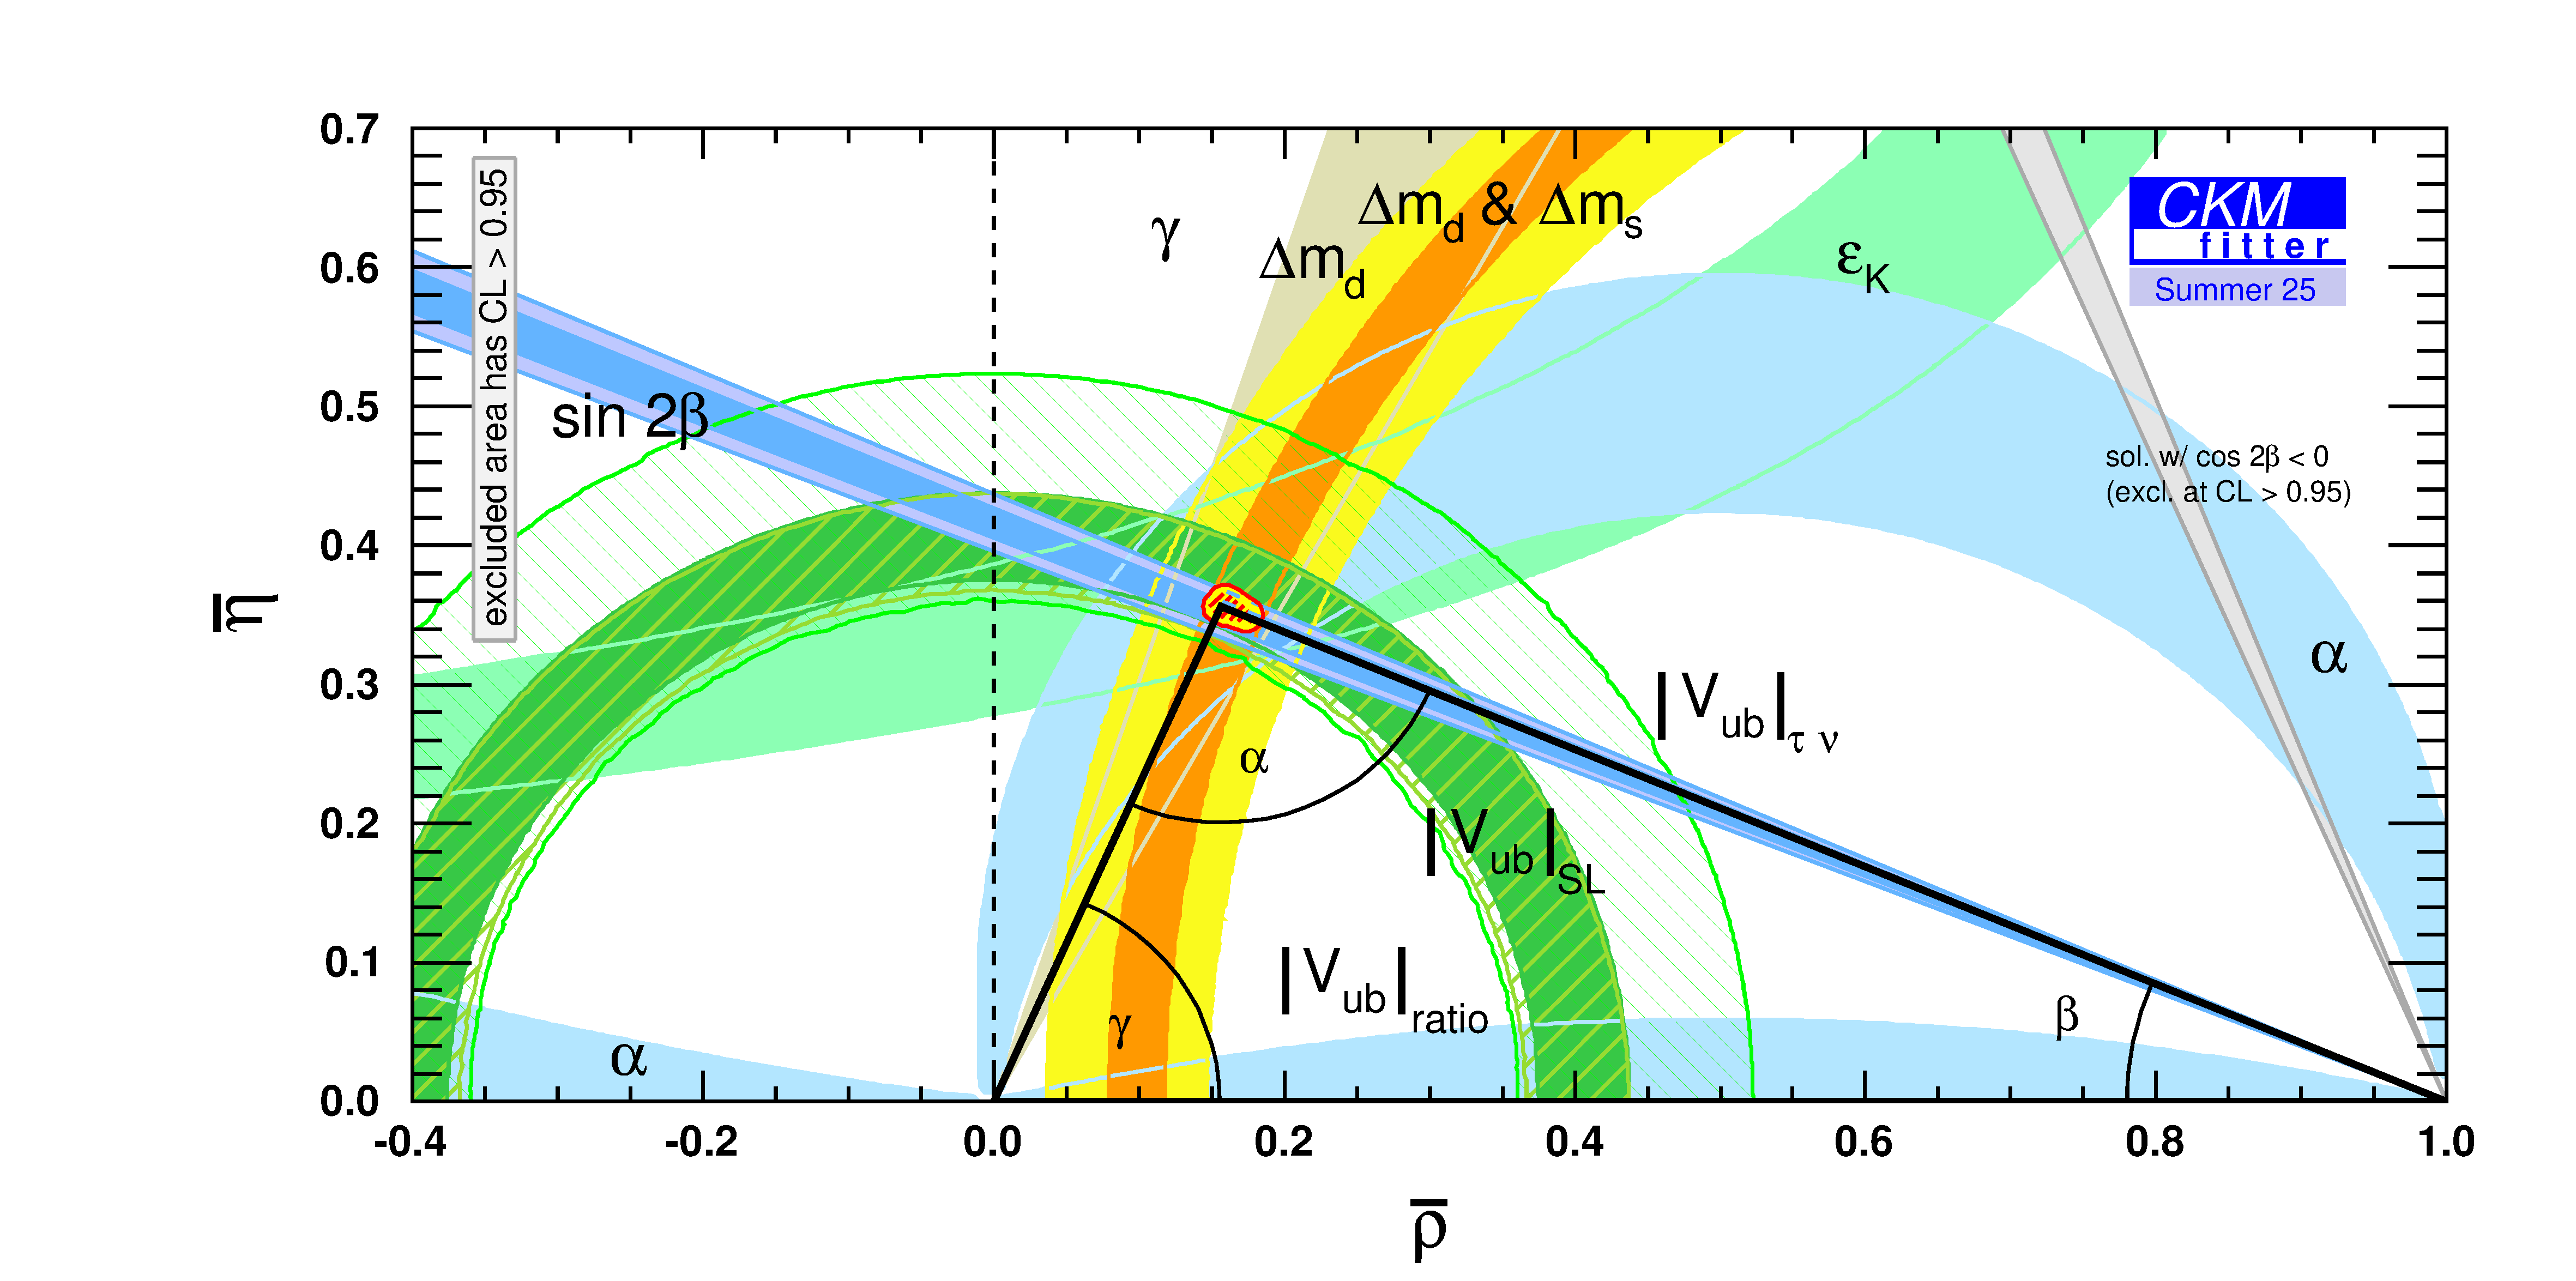 0.7
0.6
0.5
0.4
0.3
0.2
0.1
0.0
-0.4
-0.2
0.0
0.2
0.4
0.6
0.8
1.0
η̅
ρ̅
excluded area has CL > 0.95
γ
Δm_d
Δm_d & Δm_s
ε_K
CKM
fitter
Summer 25
sin 2β
sol. w/ cos 2β < 0
(excl. at CL > 0.95)
α
|V_ub|_τ ν
α
|V_ub|_SL
|V_ub|_ratio
γ
β
α